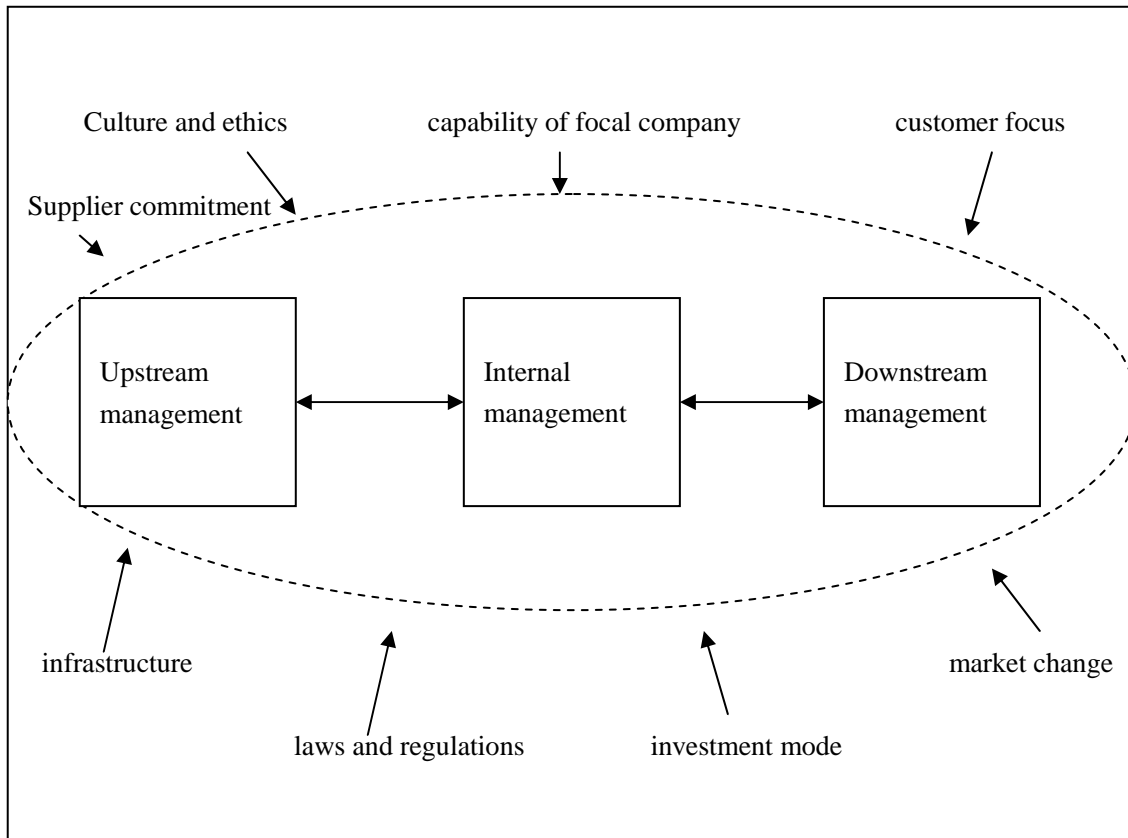 Culture and ethics
capability of focal company
customer focus
Supplier commitment
Upstream
management
Internal
management
Downstream
management
infrastructure
market change
laws and regulations
investment mode